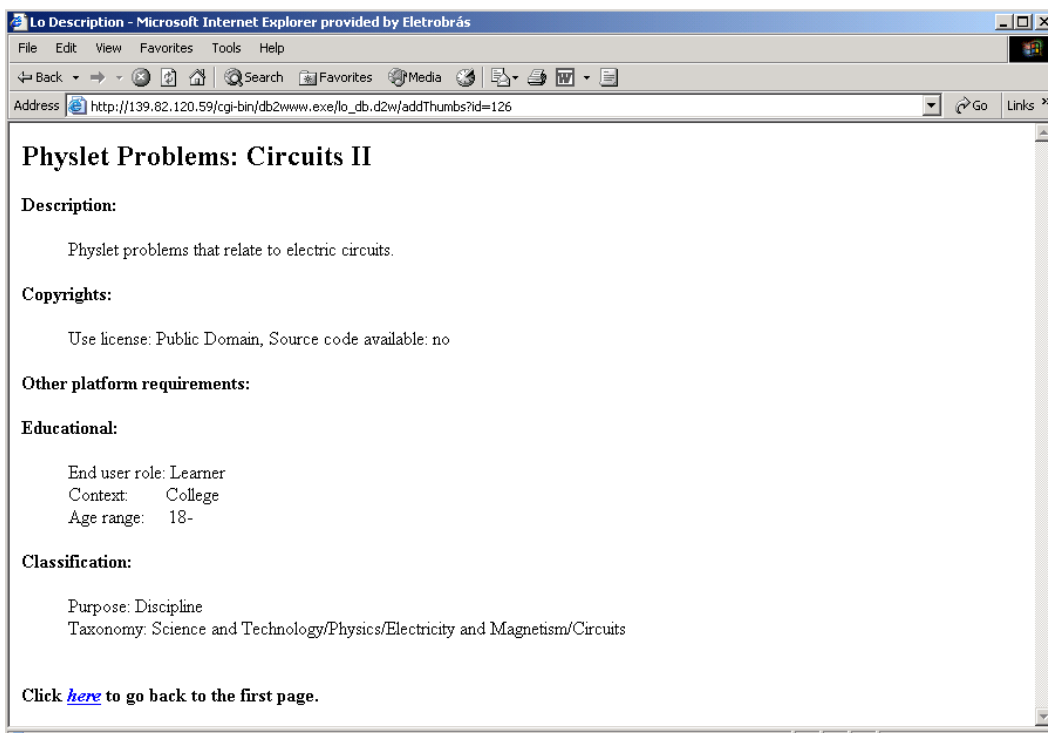 Lo Description - Microsoft Internet Explorer provided by Eletrobrás
File Edit View Favorites Tools Help
Back Search Favorites Media
Address http://139.82.120.59/cgi-bin/db2www.exe/lo_db.d2w/addThumbs?id=126 Go Links »
Physlet Problems: Circuits II
Description:
Physlet problems that relate to electric circuits.
Copyrights:
Use license: Public Domain, Source code available: no
Other platform requirements:
Educational:
End user role: Learner
Context: College
Age range: 18-
Classification:
Purpose: Discipline
Taxonomy: Science and Technology/Physics/Electricity and Magnetism/Circuits
Click here to go back to the first page.